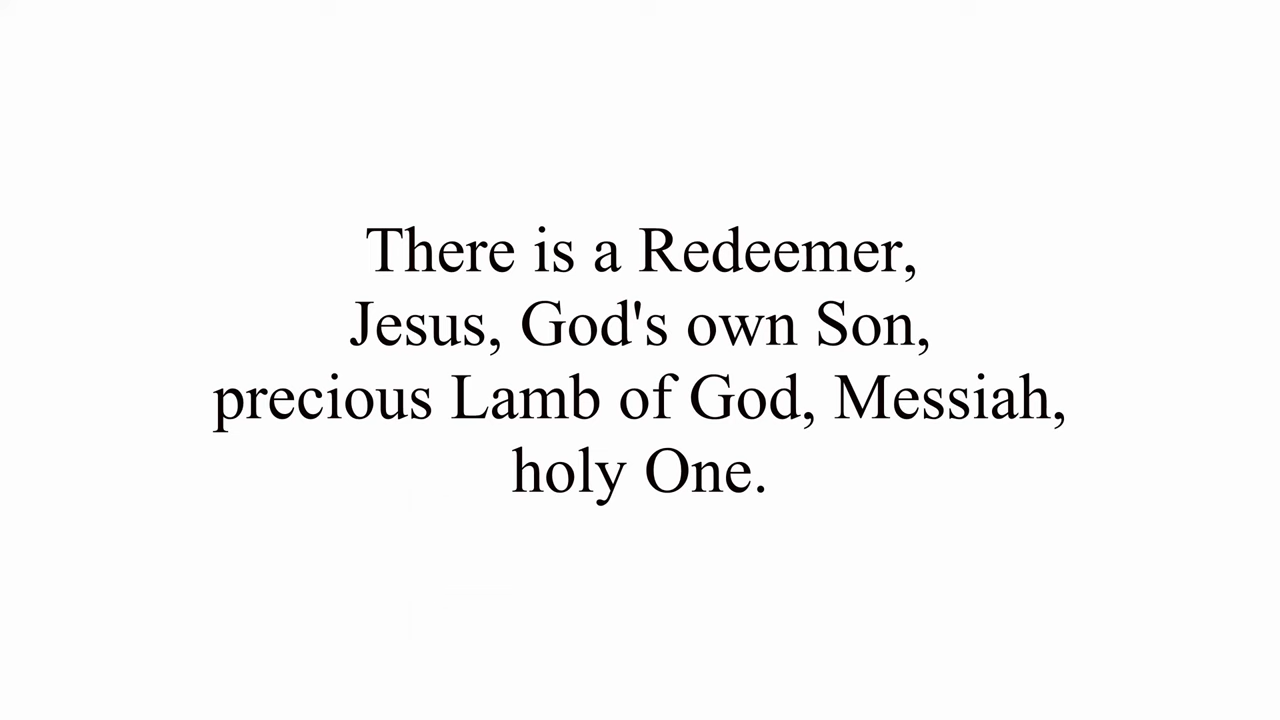 There is a Redeemer,
Jesus, God's own Son,
precious Lamb of God, Messiah,
holy One.